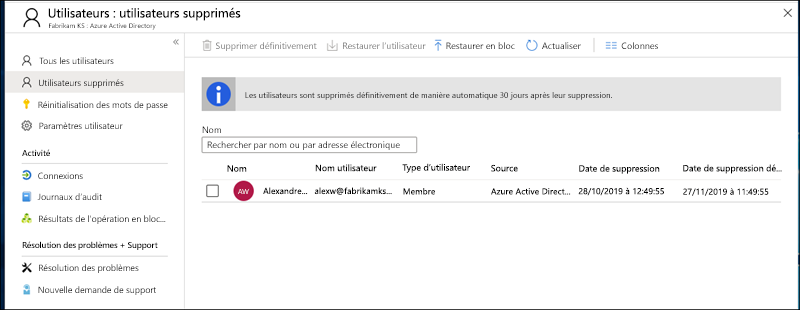 Utilisateurs : utilisateurs supprimés
Fabrikam KS : Azure Active Directory
Supprimer définitivement Restaurer l'utilisateur Restaurer en bloc Actualiser Colonnes
Tous les utilisateurs
Utilisateurs supprimés
Réinitialisation des mots de passe
Paramètres utilisateur
Activité
Connexions
Journaux d'audit
Résultats de l'opération en bloc...
Résolution des problèmes + Support
Résolution des problèmes
Nouvelle demande de support
Les utilisateurs sont supprimés définitivement de manière automatique 30 jours après leur suppression.
Nom
Rechercher par nom ou par adresse électronique
Nom Nom utilisateur Type d'utilisateur Source Date de suppression Date de suppression dé...
AW Alexandre... alexw@fabrikamks... Membre Azure Active Direct... 28/10/2019 à 12:49:55 27/11/2019 à 11:49:55